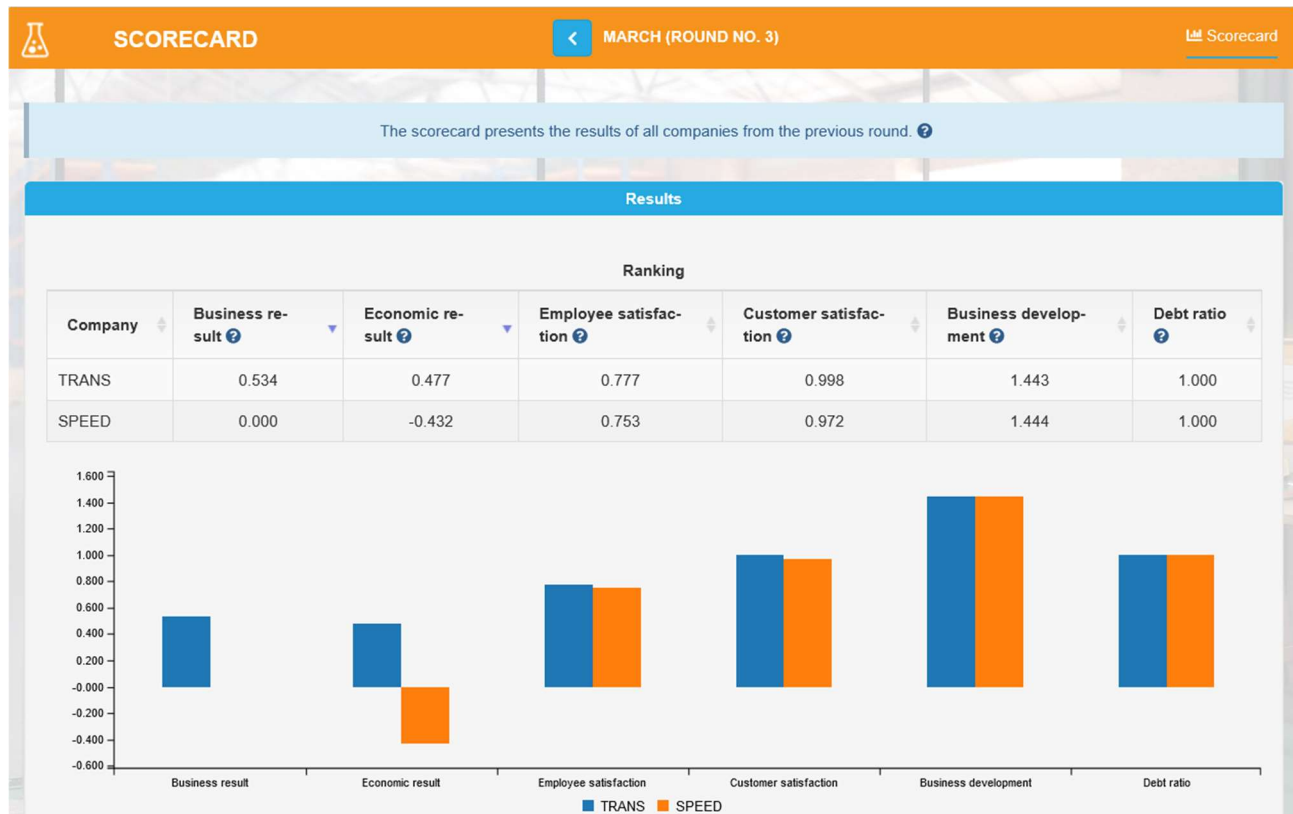 SCORECARD
MARCH (ROUND NO. 3)
Scorecard
The scorecard presents the results of all companies from the previous round. ?
Results
Ranking
Company
Business re-
sult ?
Economic re-
sult ?
Employee satisfac-
tion ?
Customer satisfac-
tion ?
Business develop-
ment ?
Debt ratio
?
TRANS 0.534 0.477 0.777 0.998 1.443 1.000
SPEED 0.000 -0.432 0.753 0.972 1.444 1.000
1.600
1.400
1.200
1.000
0.800
0.600
0.400
0.200
-0.000
-0.200
-0.400
-0.600
Business result Economic result Employee satisfaction Customer satisfaction Business development Debt ratio
TRANS SPEED